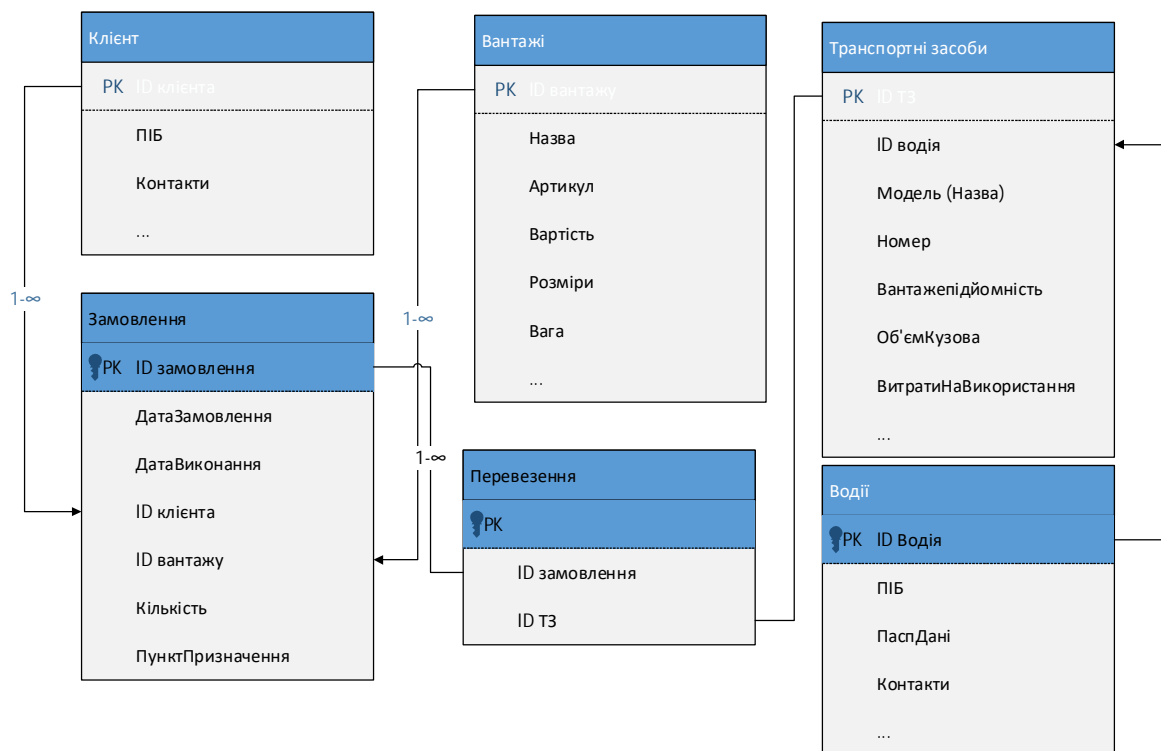 Клієнт
PK ID клієнта
ПІБ
Контакти
...
1-∞
Замовлення
PK ID замовлення
ДатаЗамовлення
ДатаВиконання
ID клієнта
ID вантажу
Кількість
ПунктПризначення
Вантажі
PK ID вантажу
Назва
Артикул
Вартість
Розміри
Вага
...
1-∞
1-∞
Перевезення
PK
ID замовлення
ID ТЗ
Транспортні засоби
PK ID ТЗ
ID водія
Модель (Назва)
Номер
Вантажепідйомність
Об'ємКузова
ВитратиНаВикористання
...
Водії
PK ID Водія
ПІБ
ПаспДані
Контакти
...